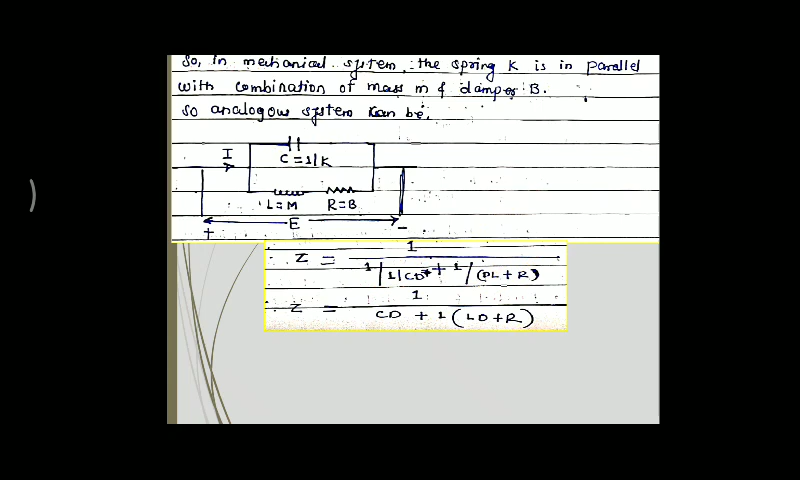 So, in mechanical system, the spring K is in parallel
with combination of mass m & damper B.
So analogous system can be,
I
C = 1/K
L = M R = B
E
+ -
Z = 1
1/1/CD + 1/(DL + R)
Z = 1
CD + 1(LD + R)